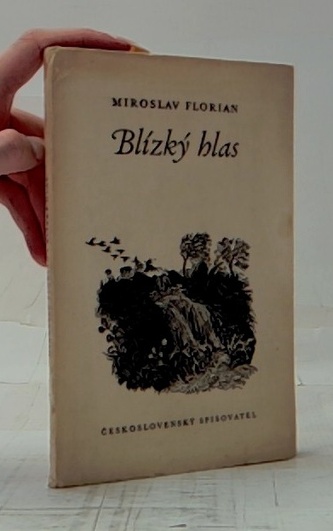 MIROSLAV FLORIAN
Blízký hlas
ČESKOSLOVENSKÝ SPISOVATEL